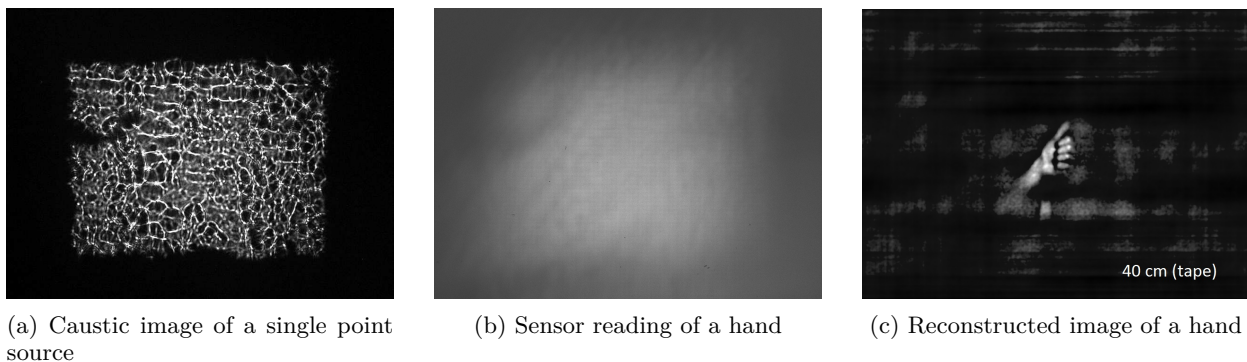 40 cm (tape)
(a) Caustic image of a single point
source
(b) Sensor reading of a hand
(c) Reconstructed image of a hand